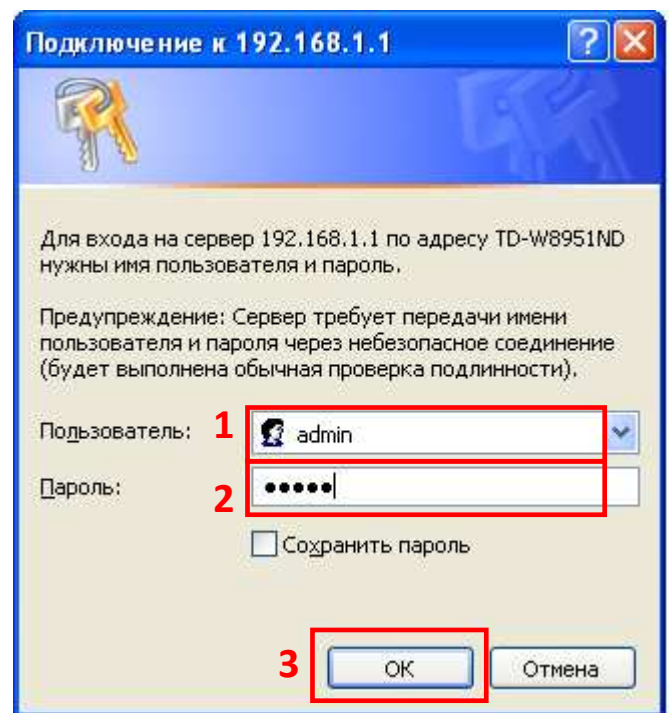 Подключение к 192.168.1.1
Для входа на сервер 192.168.1.1 по адресу TD-W8951ND
нужны имя пользователя и пароль.
Предупреждение: Сервер требует передачи имени
пользователя и пароля через небезопасное соединение
(будет выполнена обычная проверка подлинности).
Пользователь: 1 admin
Пароль: 2 •••••
Сохранить пароль
3 OK Отмена